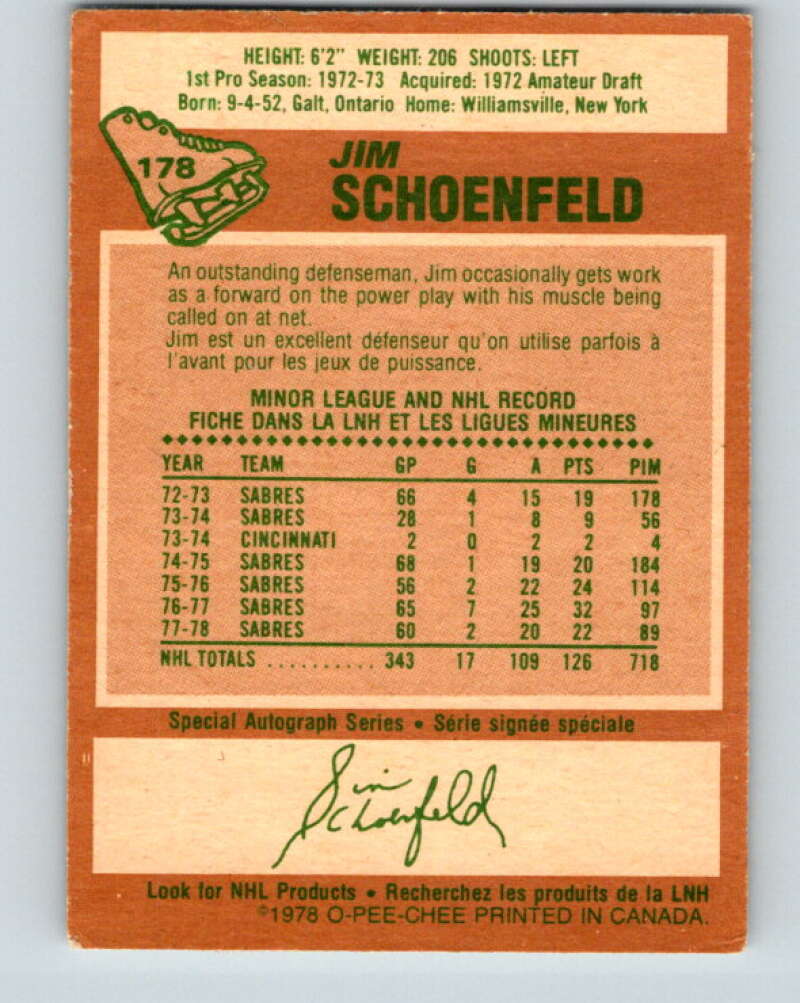 HEIGHT: 6'2" WEIGHT: 206 SHOOTS: LEFT
1st Pro Season: 1972-73 Acquired: 1972 Amateur Draft
Born: 9-4-52, Galt, Ontario Home: Williamsville, New York
178
JIM
SCHOENFELD
An outstanding defenseman, Jim occasionally gets work
as a forward on the power play with his muscle being
called on at net.
Jim est un excellent défenseur qu'on utilise parfois à
l'avant pour les jeux de puissance.
MINOR LEAGUE AND NHL RECORD
FICHE DANS LA LNH ET LES LIGUES MINEURES
YEAR TEAM GP G A PTS PIM
72-73 SABRES 66 4 15 19 178
73-74 SABRES 28 1 8 9 56
73-74 CINCINNATI 2 0 2 2 4
74-75 SABRES 68 1 19 20 184
75-76 SABRES 56 2 22 24 114
76-77 SABRES 65 7 25 32 97
77-78 SABRES 60 2 20 22 89
NHL TOTALS .......... 343 17 109 126 718
Special Autograph Series • Série signée spéciale
Jim
Schoenfeld
Look for NHL Products • Recherchez les produits de la LNH
©1978 O-PEE-CHEE PRINTED IN CANADA.